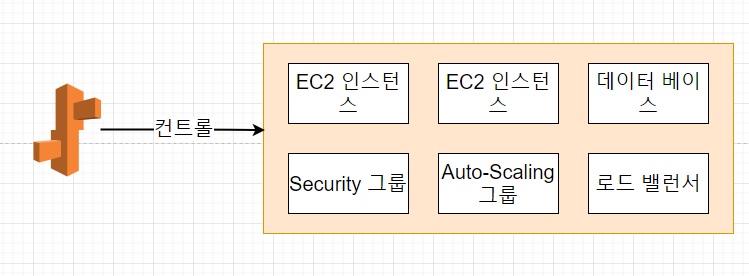 컨트롤
EC2 인스턴
스
EC2 인스턴
스
데이터 베이
스
Security 그룹
Auto-Scaling
그룹
로드 밸런서